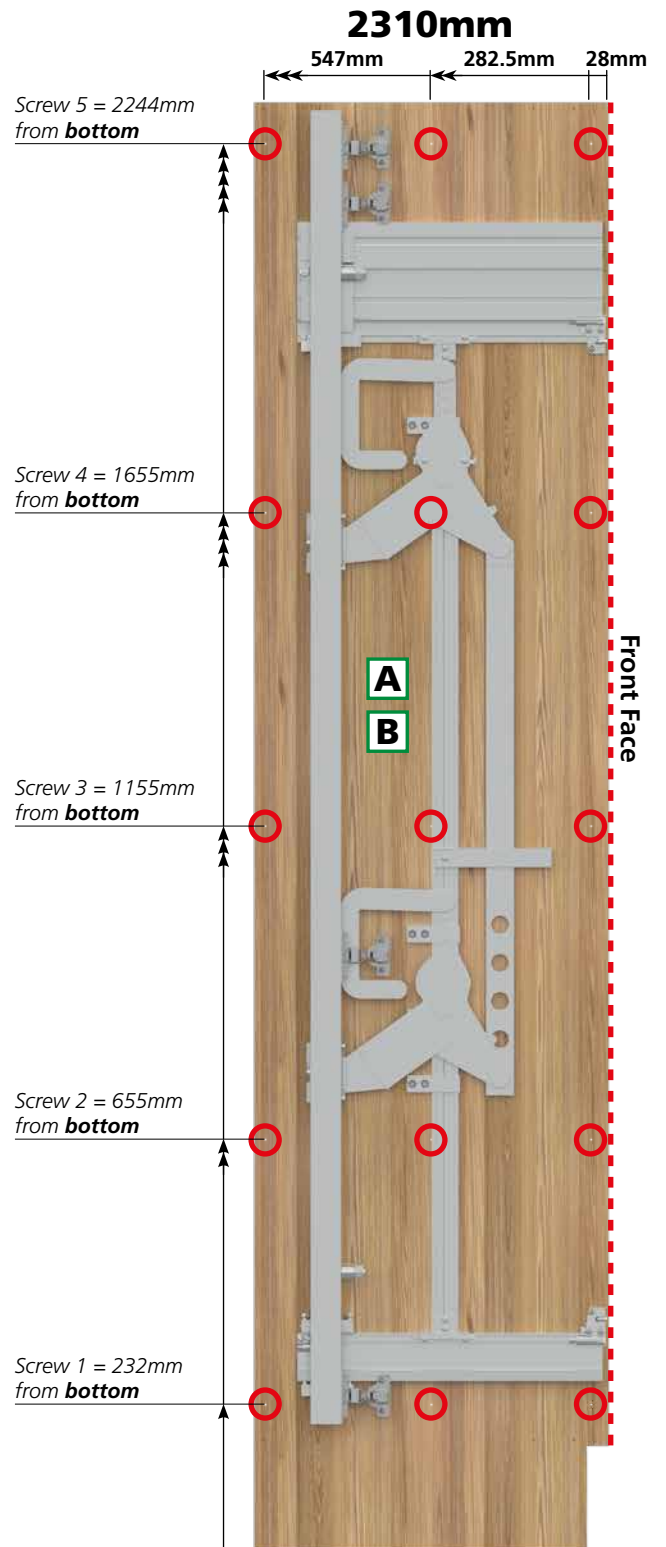 2310mm
547mm 282.5mm 28mm
Screw 5 = 2244mm
from bottom
Screw 4 = 1655mm
from bottom
Front Face
A
B
Screw 3 = 1155mm
from bottom
Screw 2 = 655mm
from bottom
Screw 1 = 232mm
from bottom